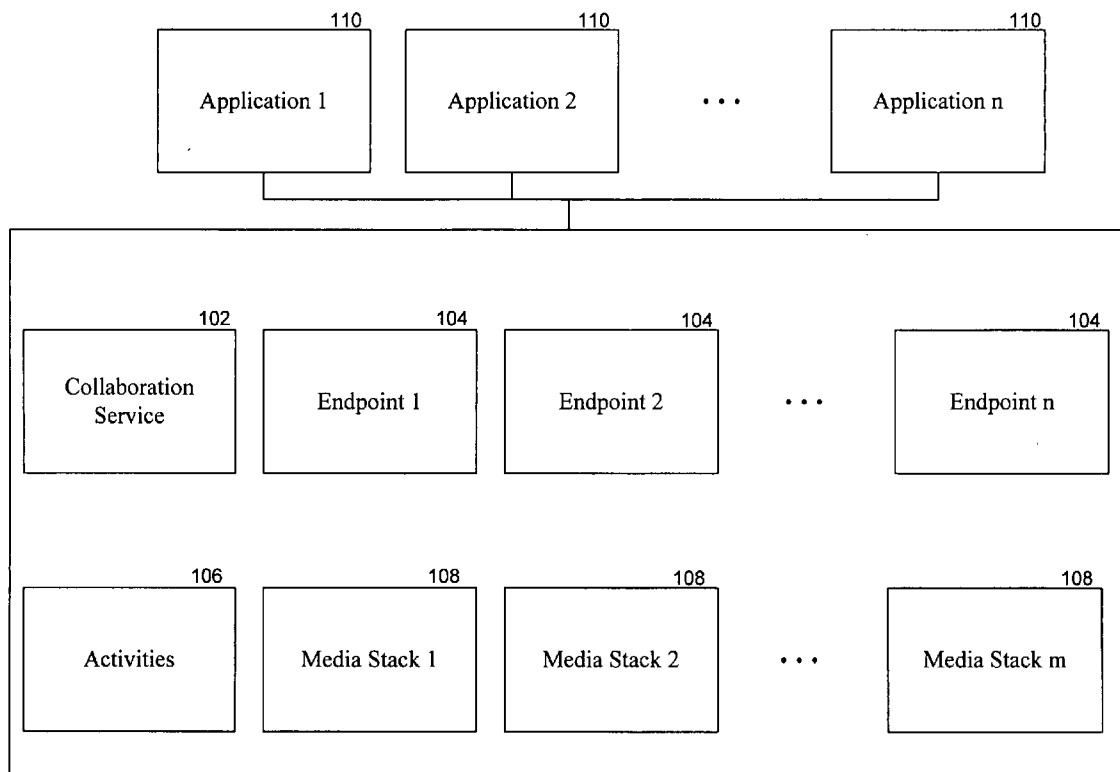 110
110
110
Application 1
Application 2
• • •
Application n
102
104
104
104
Collaboration
Service
Endpoint 1
Endpoint 2
• • •
Endpoint n
106
108
108
108
Activities
Media Stack 1
Media Stack 2
• • •
Media Stack m